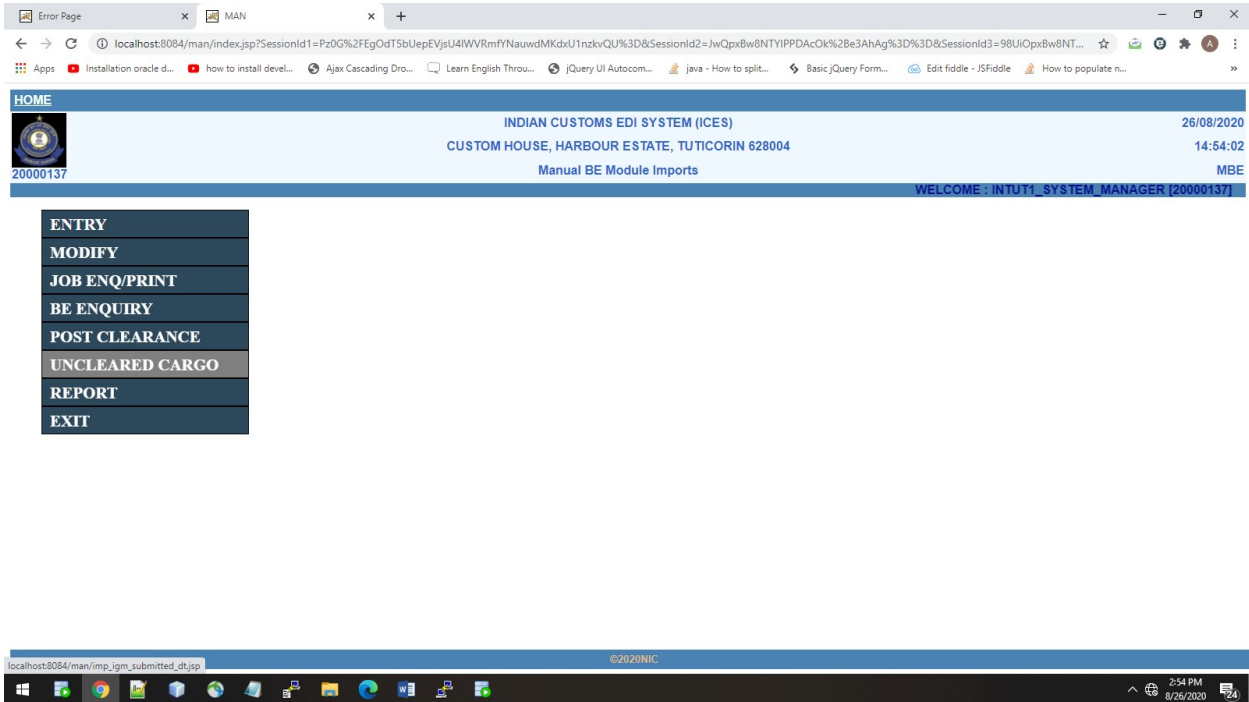 Error Page
MAN
localhost:8084/man/index.jsp?SessionId1=Pz0G%2FEgOdT5bUepEVjsU4IWVRmfYNauwdMKdxU1nzkvQU%3D&SessionId2=JwQpxBw8NTYIPPDAcOk%2Be3AhAg%3D%3D&SessionId3=98UiOpxBw8NT...
Apps Installation oracle d... how to install devel... Ajax Cascading Dro... Learn English Throu... jQuery UI Autocom... java - How to split... Basic jQuery Form... Edit fiddle - JSFiddle How to populate n... »
HOME
INDIAN CUSTOMS EDI SYSTEM (ICES) 26/08/2020
CUSTOM HOUSE, HARBOUR ESTATE, TUTICORIN 628004 14:54:02
20000137 Manual BE Module Imports MBE
WELCOME : INTUT1_SYSTEM_MANAGER [20000137]
ENTRY
MODIFY
JOB ENQ/PRINT
BE ENQUIRY
POST CLEARANCE
UNCLEARED CARGO
REPORT
EXIT
©2020NIC
localhost:8084/man/imp_igm_submitted_dt.jsp
2:54 PM
8/26/2020
24